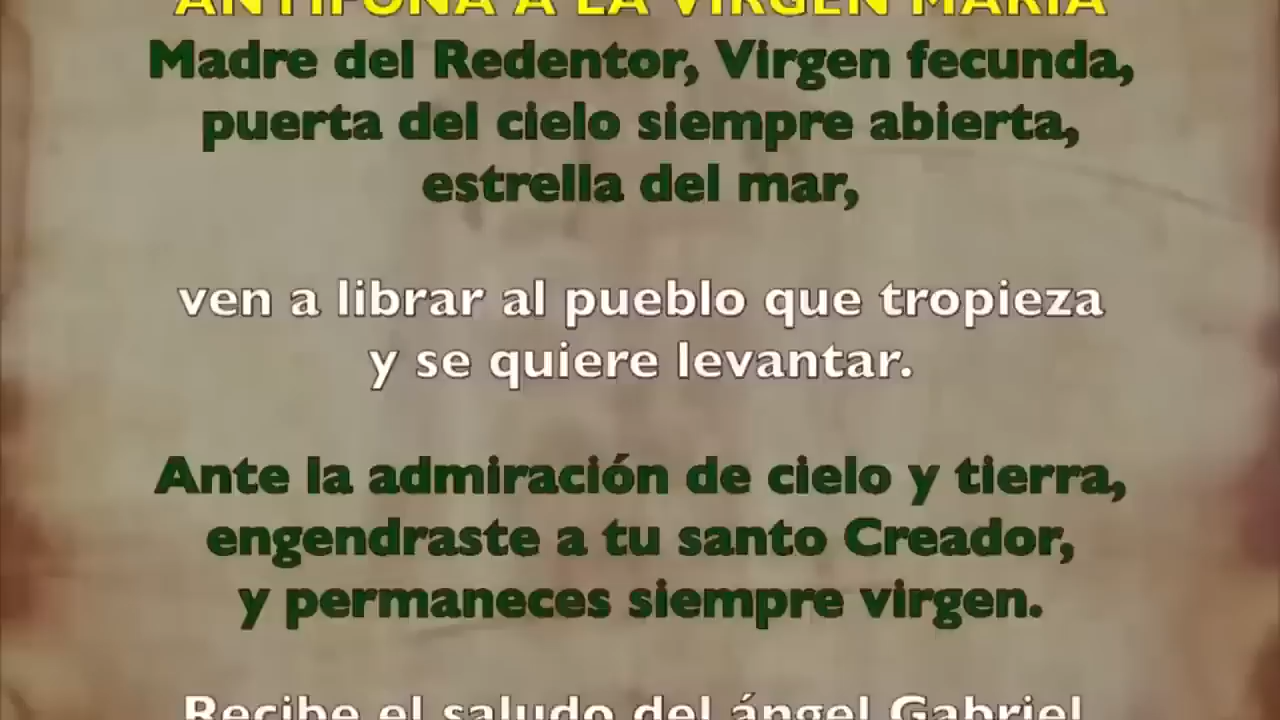 ANTÍFONA A LA VIRGEN MARÍA
Madre del Redentor, Virgen fecunda,
puerta del cielo siempre abierta,
estrella del mar,
ven a librar al pueblo que tropieza
y se quiere levantar.
Ante la admiración de cielo y tierra,
engendraste a tu santo Creador,
y permaneces siempre virgen.
Recibe el saludo del ángel Gabriel